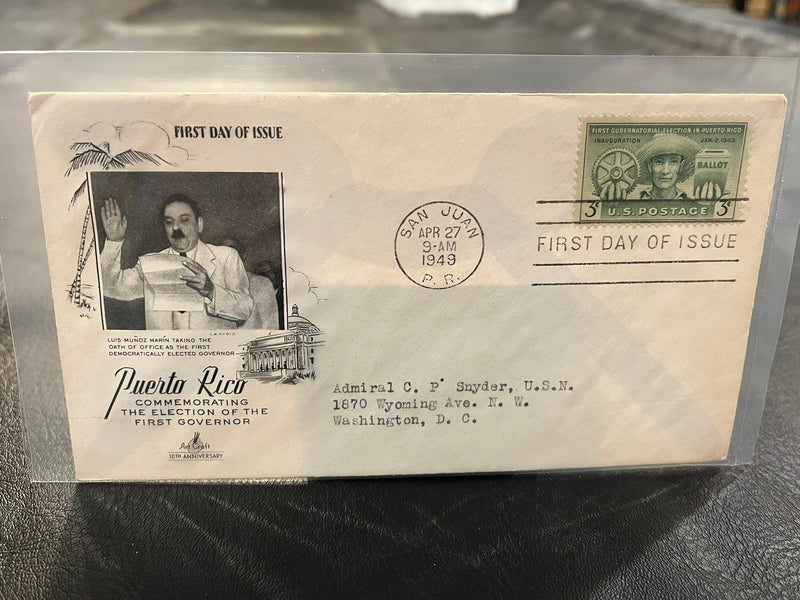 FIRST DAY OF ISSUE
LUIS MUÑOZ MARÍN TAKING THE
OATH OF OFFICE AS THE FIRST
DEMOCRATICALLY ELECTED GOVERNOR
Puerto Rico
COMMEMORATING
THE ELECTION OF THE
FIRST GOVERNOR
Art Craft
10TH ANNIVERSARY
SAN JUAN
APR 27
9-AM
1949
P. R.
FIRST GUBERNATORIAL ELECTION IN PUERTO RICO
INAUGURATION JAN. 2, 1949
BALLOT
3¢ U.S. POSTAGE 3¢
FIRST DAY OF ISSUE
Admiral C. P. Snyder, U.S.N.
1870 Wyoming Ave. N. W.
Washington, D. C.